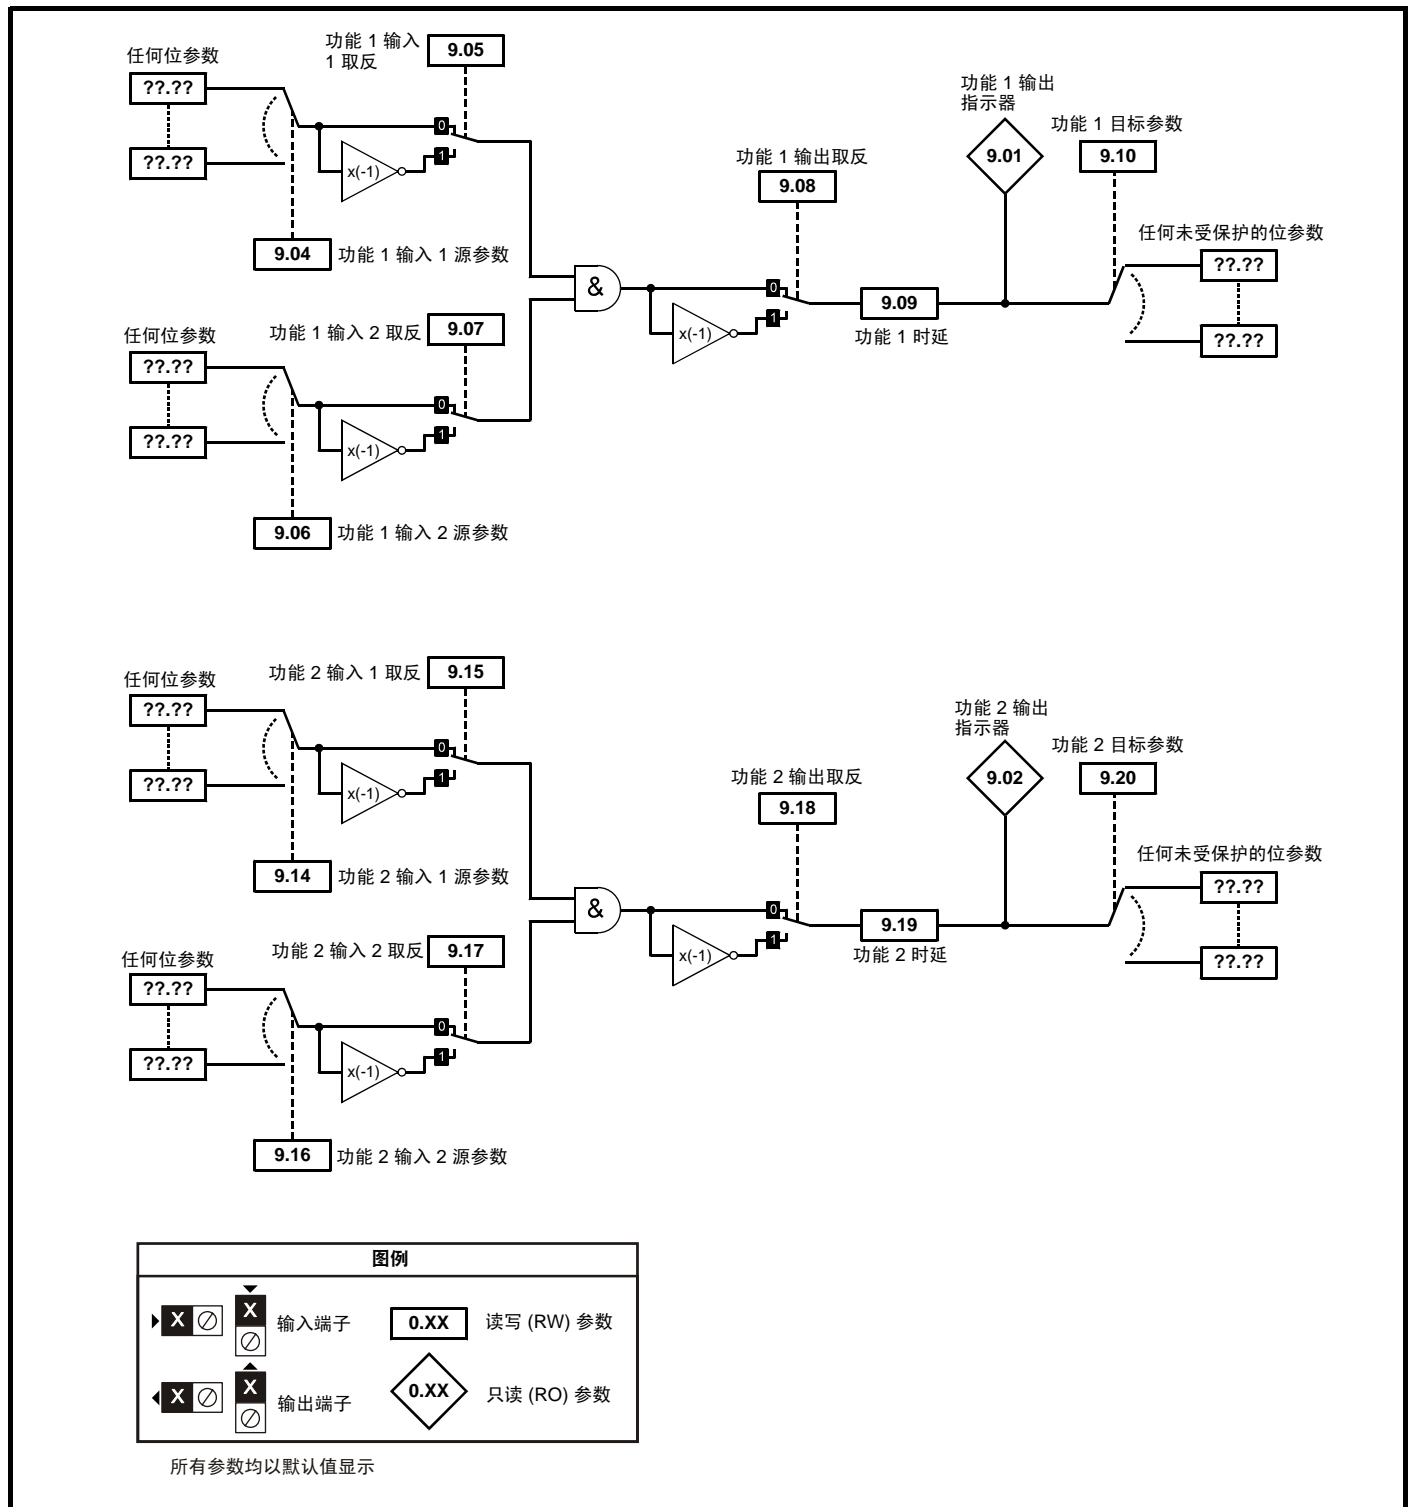 功能 1 输入
1 取反
9.05
任何位参数
??.??
??.??
0
1
x(-1)
9.04
功能 1 输入 1 源参数
功能 1 输出取反
9.08
功能 1 输出
指示器
9.01
功能 1 目标参数
9.10
任何未受保护的位参数
??.??
??.??
&
0
1
x(-1)
9.09
功能 1 时延
功能 1 输入 2 取反
9.07
任何位参数
??.??
??.??
0
1
x(-1)
9.06
功能 1 输入 2 源参数
功能 2 输入 1 取反
9.15
任何位参数
??.??
??.??
0
1
x(-1)
9.14
功能 2 输入 1 源参数
功能 2 输出取反
9.18
功能 2 输出
指示器
9.02
功能 2 目标参数
9.20
任何未受保护的位参数
??.??
??.??
&
0
1
x(-1)
9.19
功能 2 时延
功能 2 输入 2 取反
9.17
任何位参数
??.??
??.??
0
1
x(-1)
9.16
功能 2 输入 2 源参数
图例
X
X
输入端子
0.XX
读写 (RW) 参数
X
X
输出端子
0.XX
只读 (RO) 参数
所有参数均以默认值显示